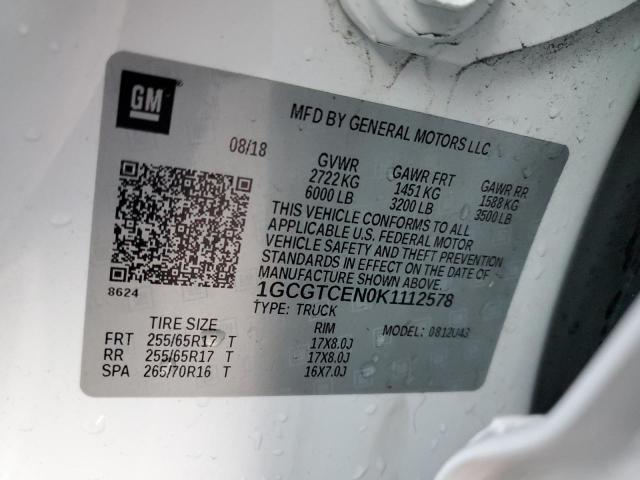 GM
MFD BY GENERAL MOTORS LLC
08/18
GVWR GAWR FRT GAWR RR
2722 KG 1451 KG 1588 KG
6000 LB 3200 LB 3500 LB
THIS VEHICLE CONFORMS TO ALL
APPLICABLE U.S. FEDERAL MOTOR
VEHICLE SAFETY AND THEFT PREVENTION
STANDARDS IN EFFECT ON THE DATE OF
MANUFACTURE SHOWN ABOVE.
8624
1GCGTCEN0K1112578
TYPE: TRUCK
MODEL: 0812U43
TIRE SIZE RIM
FRT 255/65R17 T 17X8.0J
RR 255/65R17 T 17X8.0J
SPA 265/70R16 T 16X7.0J